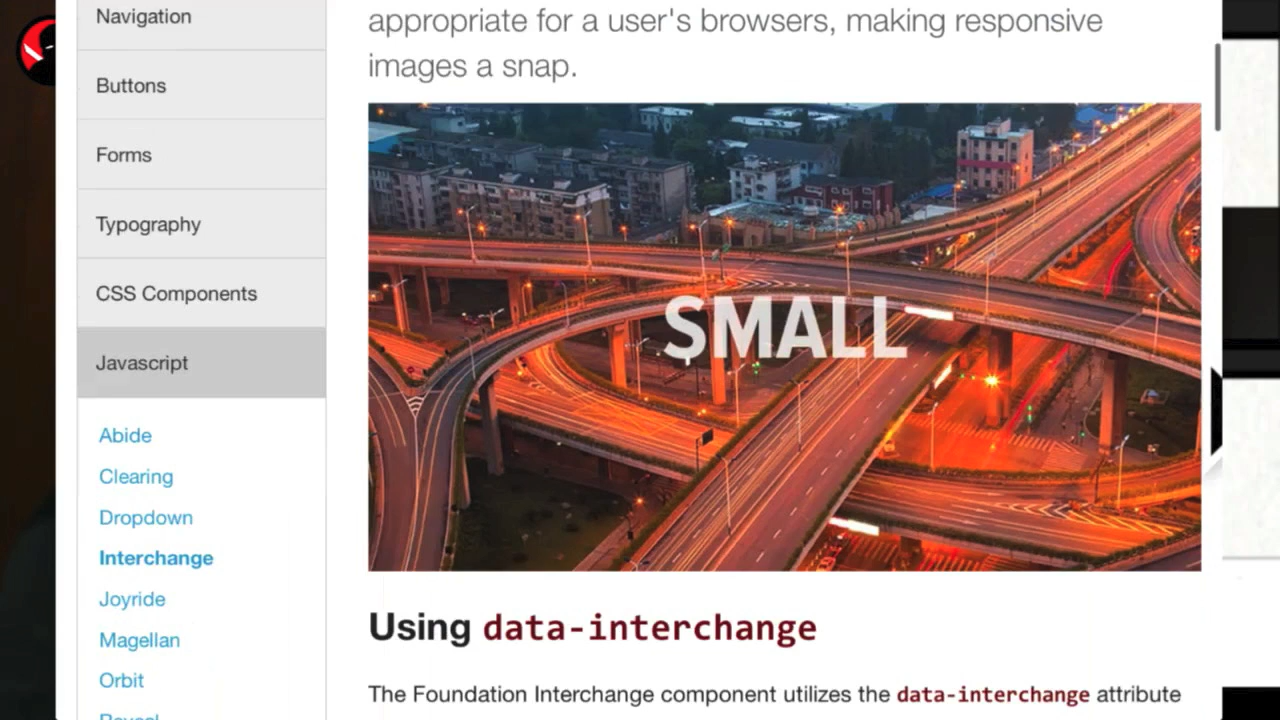 Navigation
Buttons
Forms
Typography
CSS Components
Javascript
Abide
Clearing
Dropdown
Interchange
Joyride
Magellan
Orbit
Reveal
appropriate for a user's browsers, making responsive
images a snap.
SMALL
Using data-interchange
The Foundation Interchange component utilizes the data-interchange attribute